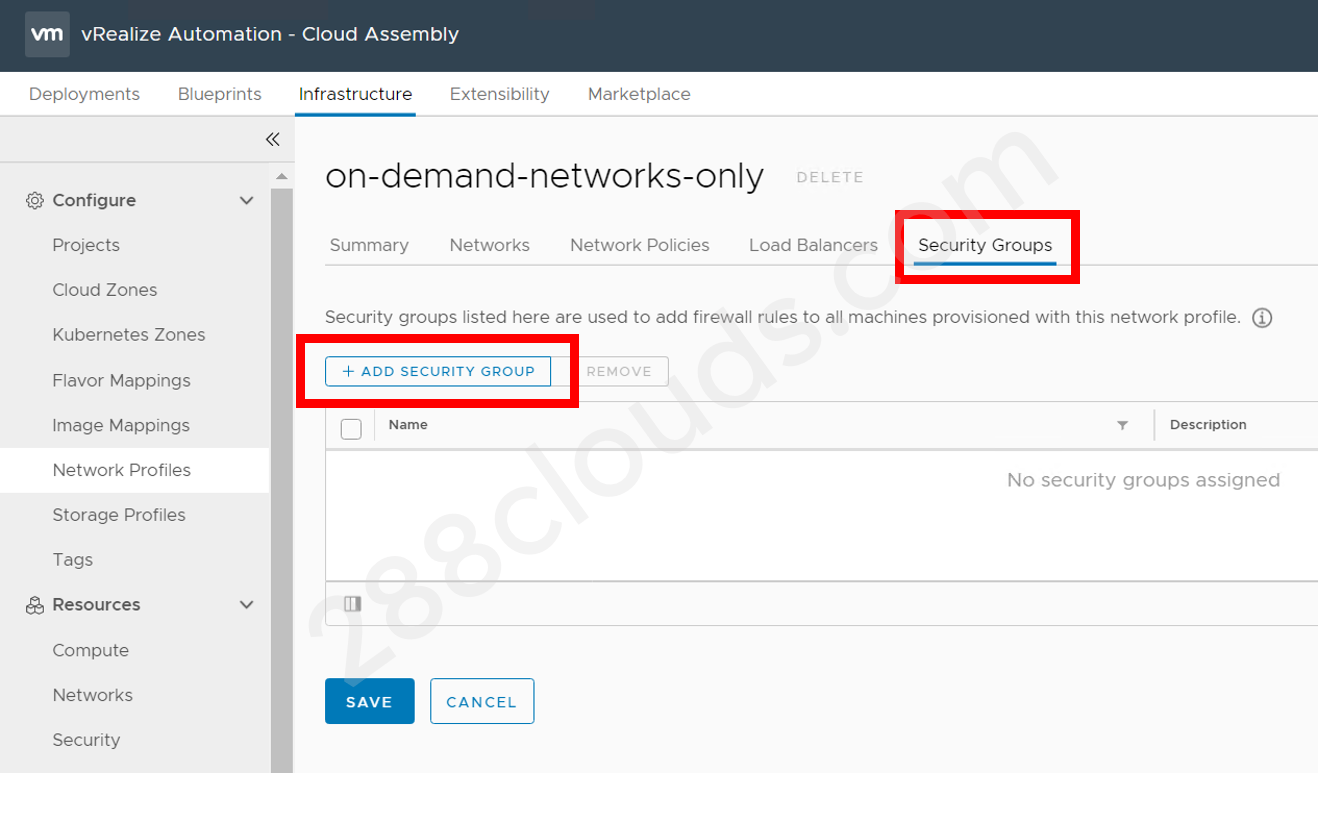 vm vRealize Automation - Cloud Assembly
Deployments Blueprints Infrastructure Extensibility Marketplace
Configure
Projects
Cloud Zones
Kubernetes Zones
Flavor Mappings
Image Mappings
Network Profiles
Storage Profiles
Tags
Resources
Compute
Networks
Security
on-demand-networks-only DELETE
Summary Networks Network Policies Load Balancers Security Groups
Security groups listed here are used to add firewall rules to all machines provisioned with this network profile.
+ ADD SECURITY GROUP REMOVE
Name Description
No security groups assigned
SAVE CANCEL
288clouds.com